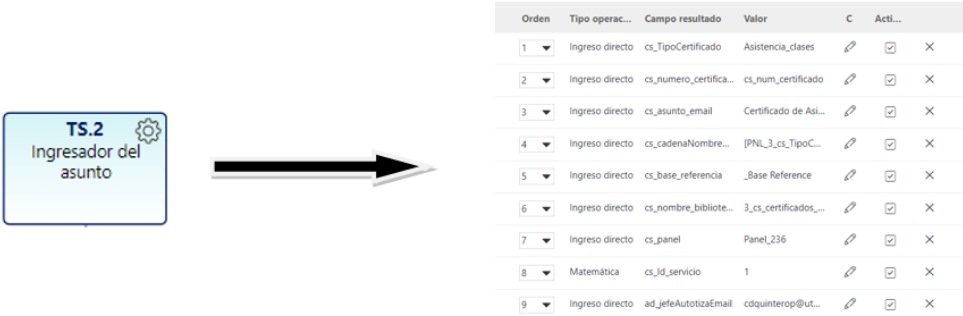 TS.2
Ingresador del
asunto
Orden Tipo operac... Campo resultado Valor C Acti...
1 Ingreso directo cs_TipoCertificado Asistencia_clases
2 Ingreso directo cs_numero_certifica... cs_num_certificado
3 Ingreso directo cs_asunto_email Certificado de Asi...
4 Ingreso directo cs_cadenaNombre... [PNL_3_cs_TipoC...
5 Ingreso directo cs_base_referencia _Base Reference
6 Ingreso directo cs_nombre_bibliote... 3_cs_certificados_...
7 Ingreso directo cs_panel Panel_236
8 Matemática cs_Id_servicio 1
9 Ingreso directo ad_jefeAutotizaEmail cdquinterop@ut...